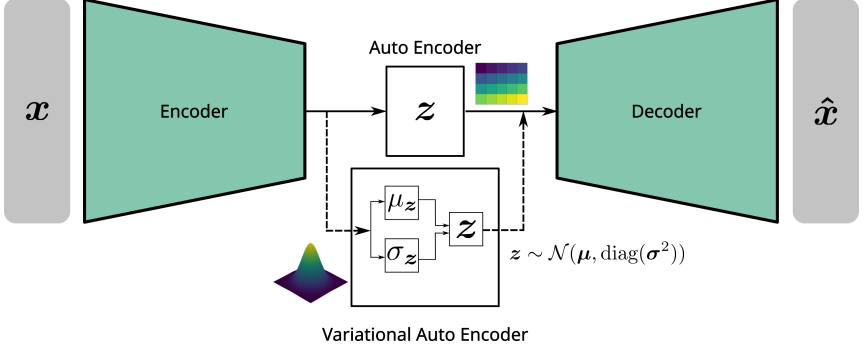 Auto Encoder
x
Encoder
z
Decoder
x̂
μz
z
σz
z ∼ N(μ, diag(σ²))
Variational Auto Encoder